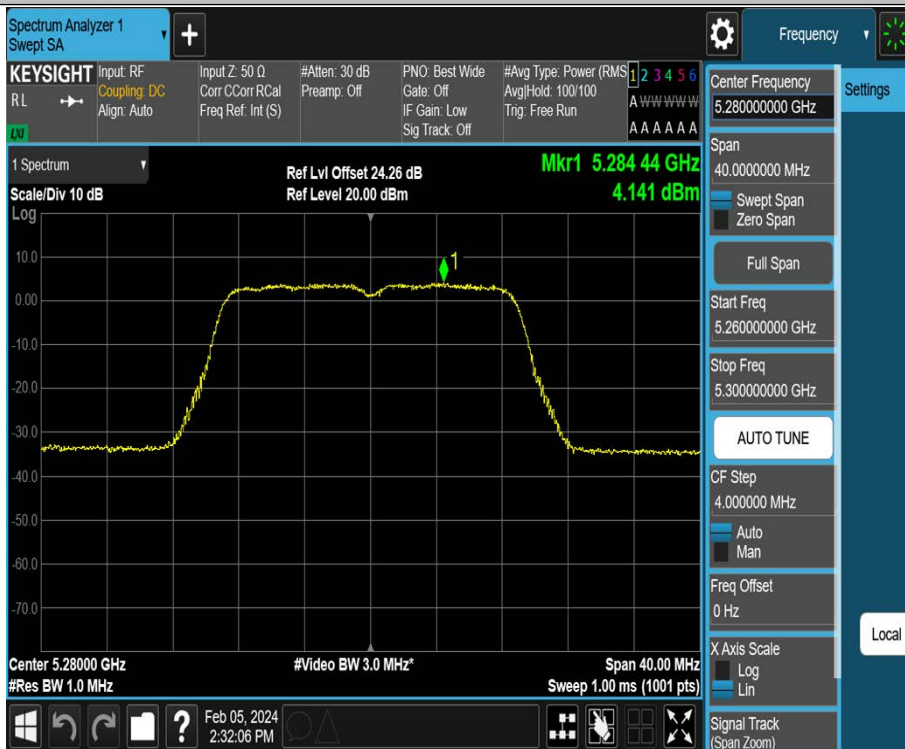 Spectrum Analyzer 1
Swept SA
+
Frequency
KEYSIGHT
RL
LXI
Input: RF
Coupling: DC
Align: Auto
Input Z: 50 Ω
Corr CCorr RCal
Freq Ref: Int (S)
#Atten: 30 dB
Preamp: Off
PNO: Best Wide
Gate: Off
IF Gain: Low
Sig Track: Off
#Avg Type: Power (RMS
Avg|Hold: 100/100
Trig: Free Run
1 2 3 4 5 6
A W W W W W
A A A A A A
1 Spectrum
Scale/Div 10 dB
Log
Ref Lvl Offset 24.26 dB
Ref Level 20.00 dBm
Mkr1 5.284 44 GHz
4.141 dBm
10.0
0.00
-10.0
-20.0
-30.0
-40.0
-50.0
-60.0
-70.0
1
Center 5.28000 GHz
#Res BW 1.0 MHz
#Video BW 3.0 MHz*
Span 40.00 MHz
Sweep 1.00 ms (1001 pts)
?
Feb 05, 2024
2:32:06 PM
Center Frequency
5.280000000 GHz
Span
40.0000000 MHz
Swept Span
Zero Span
Full Span
Start Freq
5.260000000 GHz
Stop Freq
5.300000000 GHz
AUTO TUNE
CF Step
4.000000 MHz
Auto
Man
Freq Offset
0 Hz
X Axis Scale
Log
Lin
Signal Track
(Span Zoom)
Settings
Local